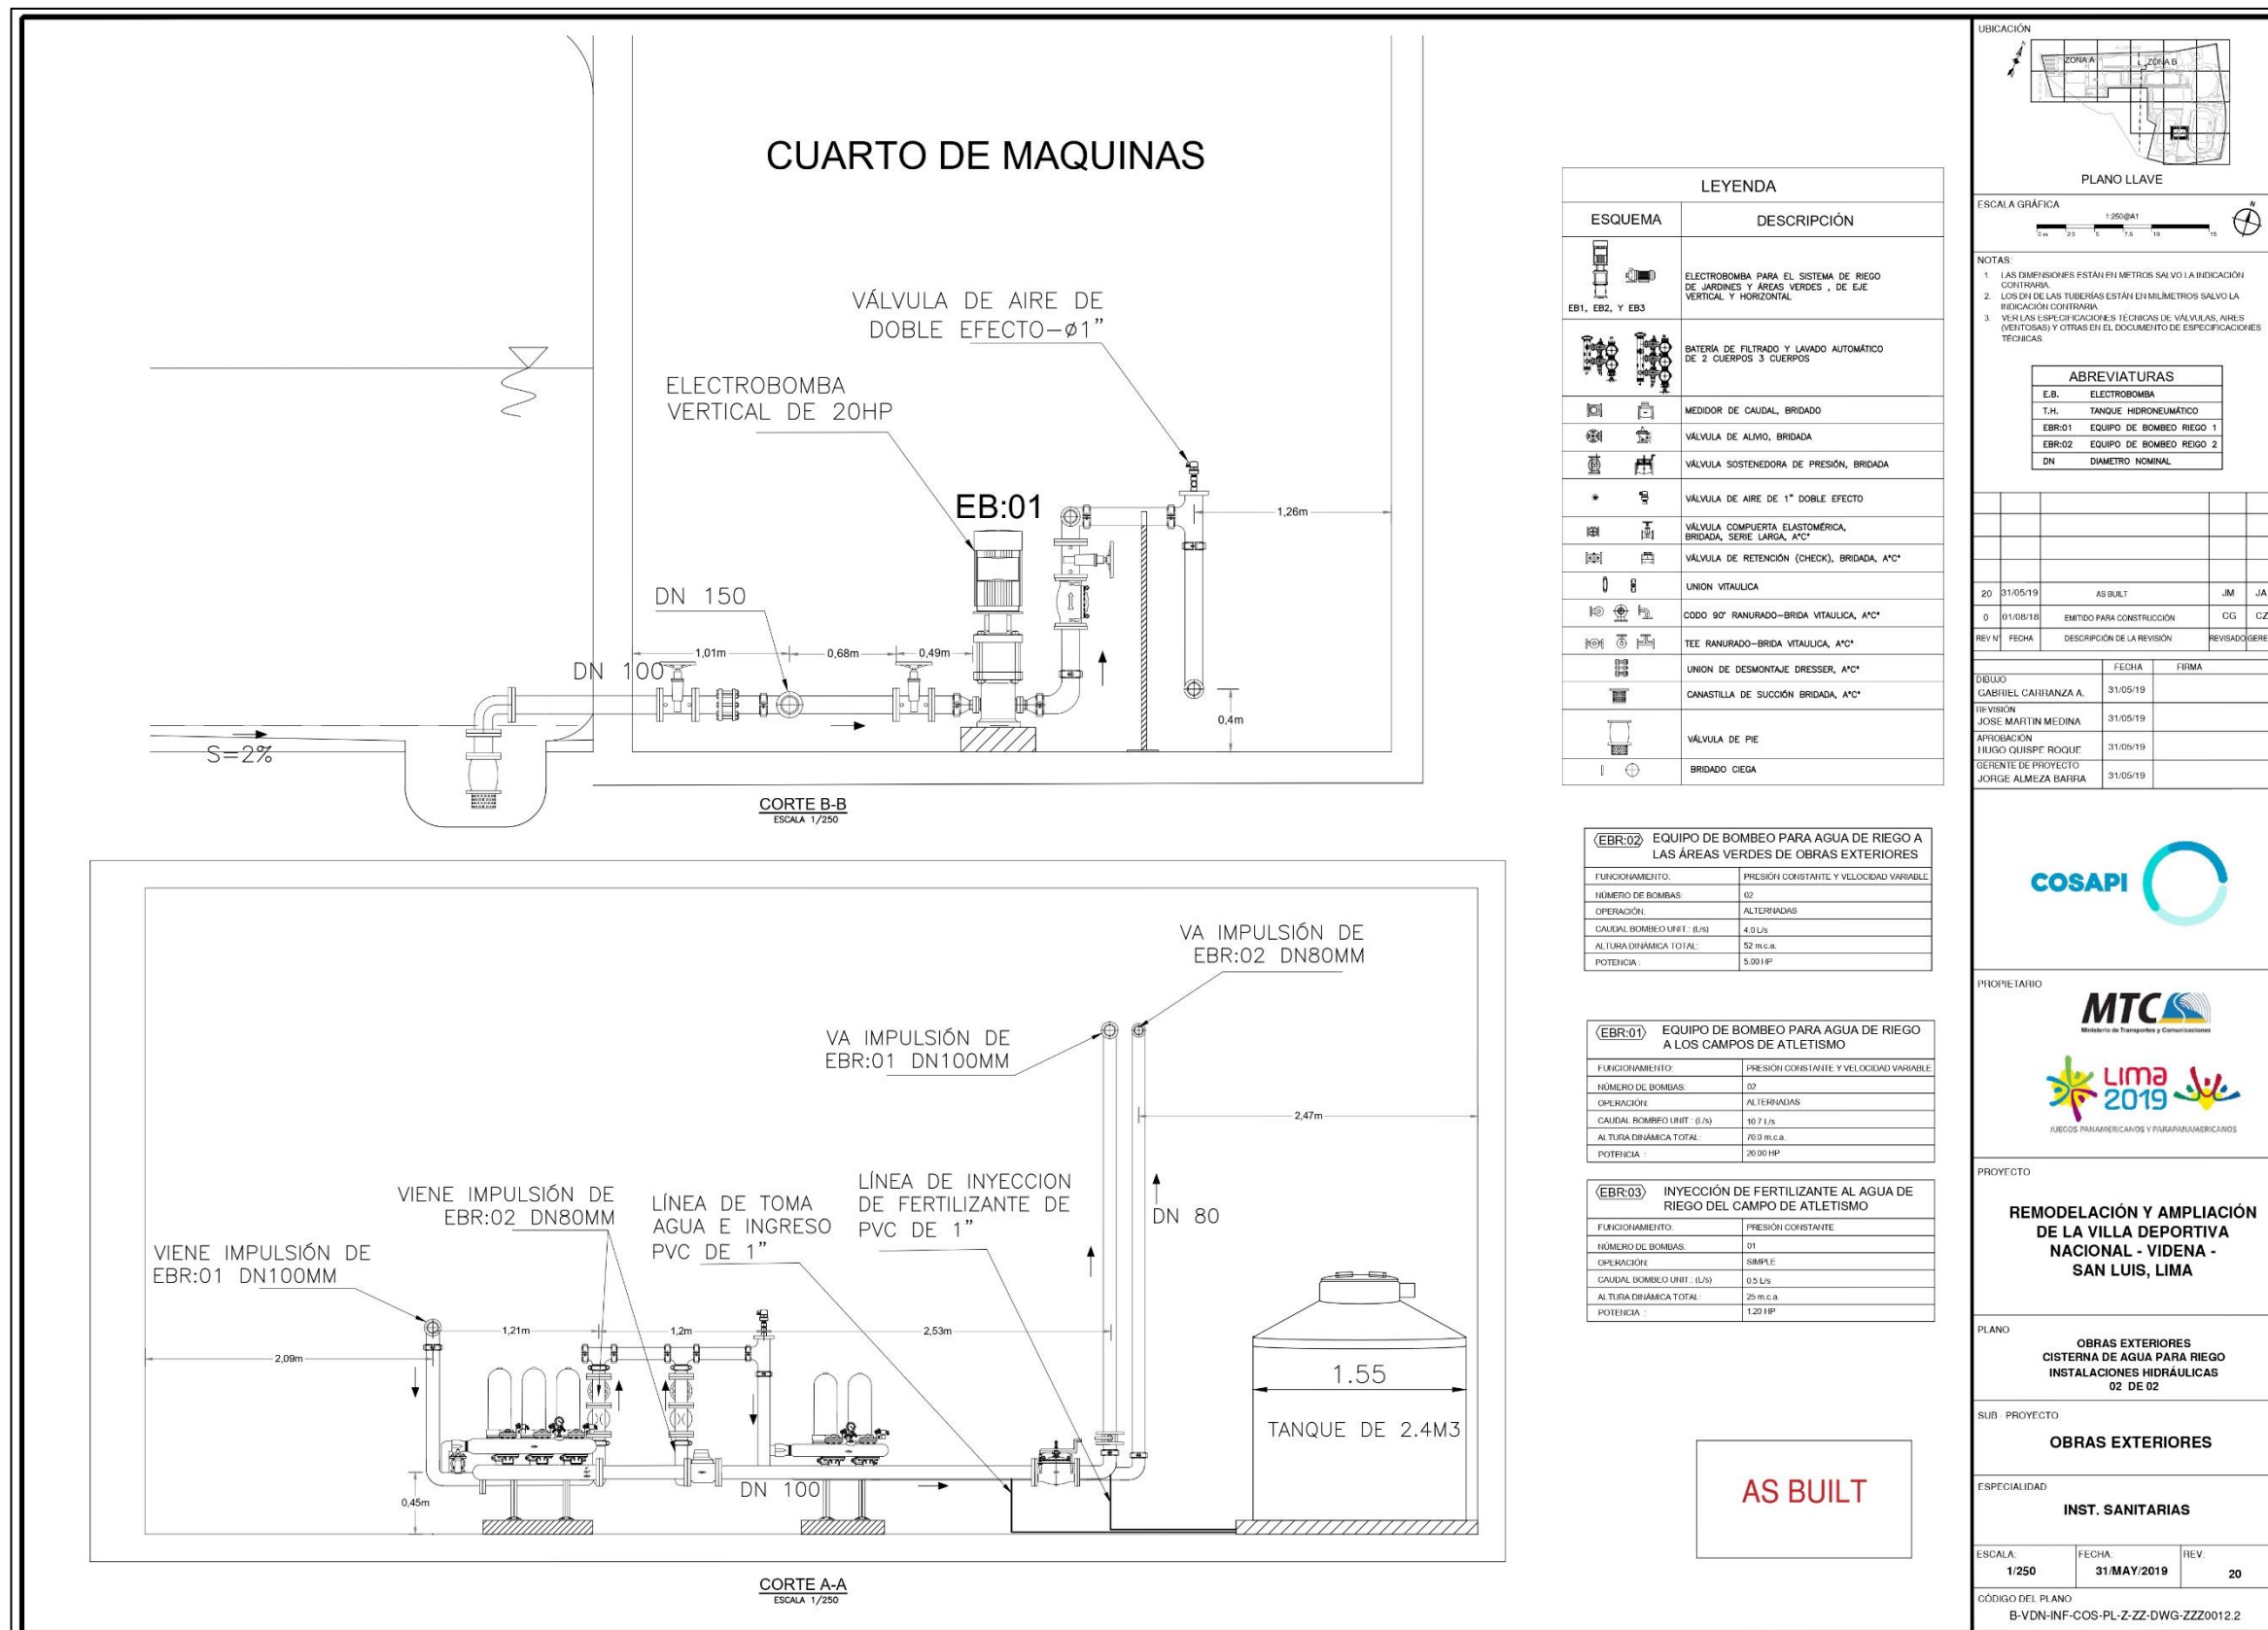 CUARTO DE MAQUINAS
VÁLVULA DE AIRE DE
DOBLE EFECTO-ø1"
ELECTROBOMBA
VERTICAL DE 20HP
EB:01
1,26m
DN 150
1,01m
0,68m
0,49m
DN 100
0,4m
S=2%
CORTE B-B
ESCALA 1/250
VA IMPULSIÓN DE
EBR:02 DN80MM
VA IMPULSIÓN DE
EBR:01 DN100MM
2,47m
VIENE IMPULSIÓN DE
EBR:02 DN80MM
LÍNEA DE TOMA
AGUA E INGRESO
PVC DE 1"
LÍNEA DE INYECCION
DE FERTILIZANTE DE
PVC DE 1"
DN 80
VIENE IMPULSIÓN DE
EBR:01 DN100MM
1,21m
1,2m
2,53m
2,09m
1.55
TANQUE DE 2.4M3
DN 100
0,45m
CORTE A-A
ESCALA 1/250
LEYENDA
ESQUEMA
DESCRIPCIÓN
ELECTROBOMBA PARA EL SISTEMA DE RIEGO
DE JARDINES Y ÁREAS VERDES , DE EJE
VERTICAL Y HORIZONTAL
EB1, EB2, Y EB3
BATERÍA DE FILTRADO Y LAVADO AUTOMÁTICO
DE 2 CUERPOS 3 CUERPOS
MEDIDOR DE CAUDAL, BRIDADO
VÁLVULA DE ALIVIO, BRIDADA
VÁLVULA SOSTENEDORA DE PRESIÓN, BRIDADA
VÁLVULA DE AIRE DE 1" DOBLE EFECTO
VÁLVULA COMPUERTA ELASTOMÉRICA,
BRIDADA, SERIE LARGA, A°C°
VÁLVULA DE RETENCIÓN (CHECK), BRIDADA, A°C°
UNION VITAULICA
CODO 90° RANURADO-BRIDA VITAULICA, A°C°
TEE RANURADO-BRIDA VITAULICA, A°C°
UNION DE DESMONTAJE DRESSER, A°C°
CANASTILLA DE SUCCIÓN BRIDADA, A°C°
VÁLVULA DE PIE
BRIDADO CIEGA
EBR:02 EQUIPO DE BOMBEO PARA AGUA DE RIEGO A
LAS ÁREAS VERDES DE OBRAS EXTERIORES
FUNCIONAMIENTO: PRESIÓN CONSTANTE Y VELOCIDAD VARIABLE
NÚMERO DE BOMBAS: 02
OPERACIÓN: ALTERNADAS
CAUDAL BOMBEO UNIT.: (L/s) 4.0 L/s
ALTURA DINÁMICA TOTAL: 52 m.c.a.
POTENCIA : 5.00 HP
EBR:01 EQUIPO DE BOMBEO PARA AGUA DE RIEGO
A LOS CAMPOS DE ATLETISMO
FUNCIONAMIENTO: PRESIÓN CONSTANTE Y VELOCIDAD VARIABLE
NÚMERO DE BOMBAS: 02
OPERACIÓN: ALTERNADAS
CAUDAL BOMBEO UNIT.: (L/s) 10.7 L/s
ALTURA DINÁMICA TOTAL: 70.0 m.c.a.
POTENCIA : 20.00 HP
EBR:03 INYECCIÓN DE FERTILIZANTE AL AGUA DE
RIEGO DEL CAMPO DE ATLETISMO
FUNCIONAMIENTO: PRESIÓN CONSTANTE
NÚMERO DE BOMBAS: 01
OPERACIÓN: SIMPLE
CAUDAL BOMBEO UNIT.: (L/s) 0.5 L/s
ALTURA DINÁMICA TOTAL: 25 m.c.a.
POTENCIA : 1.20 HP
AS BUILT
UBICACIÓN
ZONA A
ZONA B
PLANO LLAVE
ESCALA GRÁFICA
1:250@A1
0 m 2.5 5 7.5 10 15
N
NOTAS:
1. LAS DIMENSIONES ESTÁN EN METROS SALVO LA INDICACIÓN
CONTRARIA.
2. LOS DN DE LAS TUBERÍAS ESTÁN EN MILÍMETROS SALVO LA
INDICACIÓN CONTRARIA.
3. VER LAS ESPECIFICACIONES TÉCNICAS DE VÁLVULAS, AIRES
(VENTOSAS) Y OTRAS EN EL DOCUMENTO DE ESPECIFICACIONES
TÉCNICAS.
ABREVIATURAS
E.B. ELECTROBOMBA
T.H. TANQUE HIDRONEUMÁTICO
EBR:01 EQUIPO DE BOMBEO RIEGO 1
EBR:02 EQUIPO DE BOMBEO REIGO 2
DN DIAMETRO NOMINAL
20 31/05/19 AS BUILT JM JA
0 01/08/18 EMITIDO PARA CONSTRUCCIÓN CG CZ
REV N° FECHA DESCRIPCIÓN DE LA REVISIÓN REVISADO GERE
FECHA FIRMA
DIBUJO
GABRIEL CARRANZA A. 31/05/19
REVISIÓN
JOSE MARTIN MEDINA 31/05/19
APROBACIÓN
HUGO QUISPE ROQUE 31/05/19
GERENTE DE PROYECTO
JORGE ALMEZA BARRA 31/05/19
COSAPI
PROPIETARIO
MTC
Ministerio de Transportes y Comunicaciones
LIMA
2019
JUEGOS PANAMERICANOS Y PARAPANAMERICANOS
PROYECTO
REMODELACIÓN Y AMPLIACIÓN
DE LA VILLA DEPORTIVA
NACIONAL - VIDENA -
SAN LUIS, LIMA
PLANO
OBRAS EXTERIORES
CISTERNA DE AGUA PARA RIEGO
INSTALACIONES HIDRÁULICAS
02 DE 02
SUB - PROYECTO
OBRAS EXTERIORES
ESPECIALIDAD
INST. SANITARIAS
ESCALA: FECHA: REV:
1/250 31/MAY/2019 20
CÓDIGO DEL PLANO
B-VDN-INF-COS-PL-Z-ZZ-DWG-ZZZ0012.2